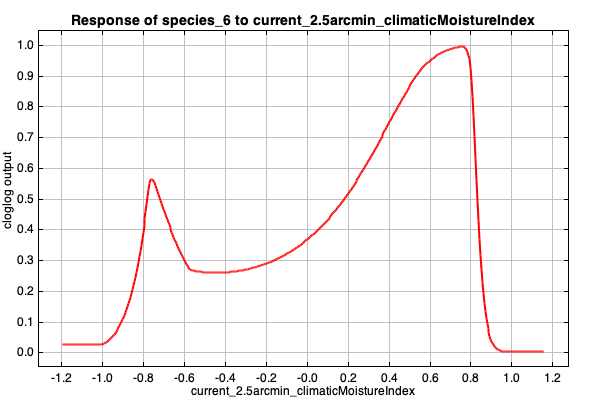 Response of species_6 to current_2.5arcmin_climaticMoistureIndex
1.0
0.9
0.8
0.7
0.6
0.5
0.4
0.3
0.2
0.1
0.0
cloglog output
-1.2 -1.0 -0.8 -0.6 -0.4 -0.2 -0.0 0.2 0.4 0.6 0.8 1.0 1.2
current_2.5arcmin_climaticMoistureIndex